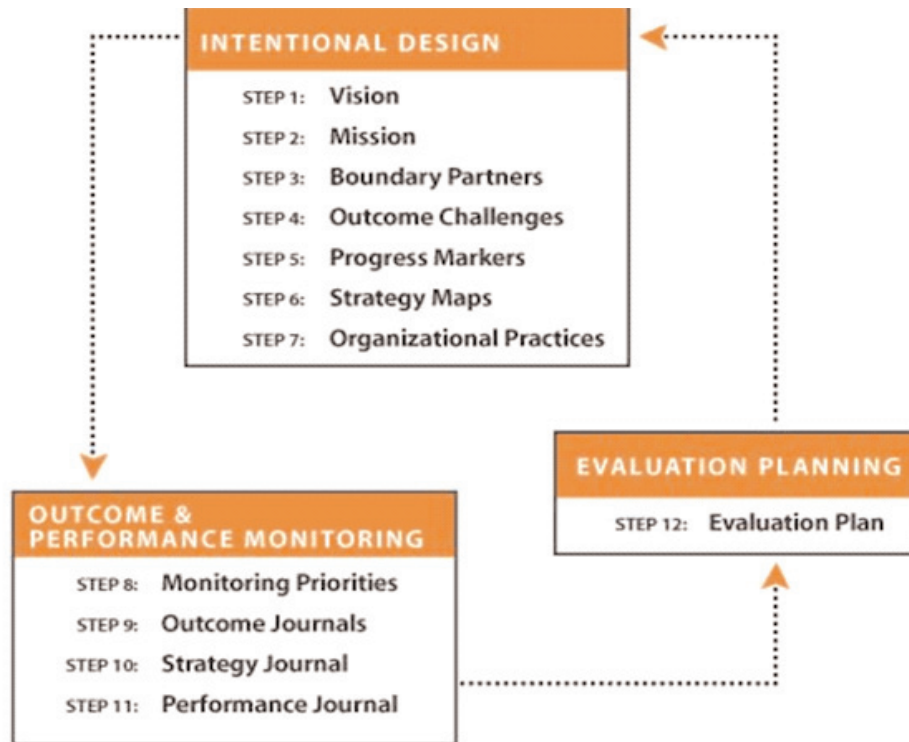 INTENTIONAL DESIGN
STEP 1: Vision
STEP 2: Mission
STEP 3: Boundary Partners
STEP 4: Outcome Challenges
STEP 5: Progress Markers
STEP 6: Strategy Maps
STEP 7: Organizational Practices
OUTCOME &
PERFORMANCE MONITORING
STEP 8: Monitoring Priorities
STEP 9: Outcome Journals
STEP 10: Strategy Journal
STEP 11: Performance Journal
EVALUATION PLANNING
STEP 12: Evaluation Plan